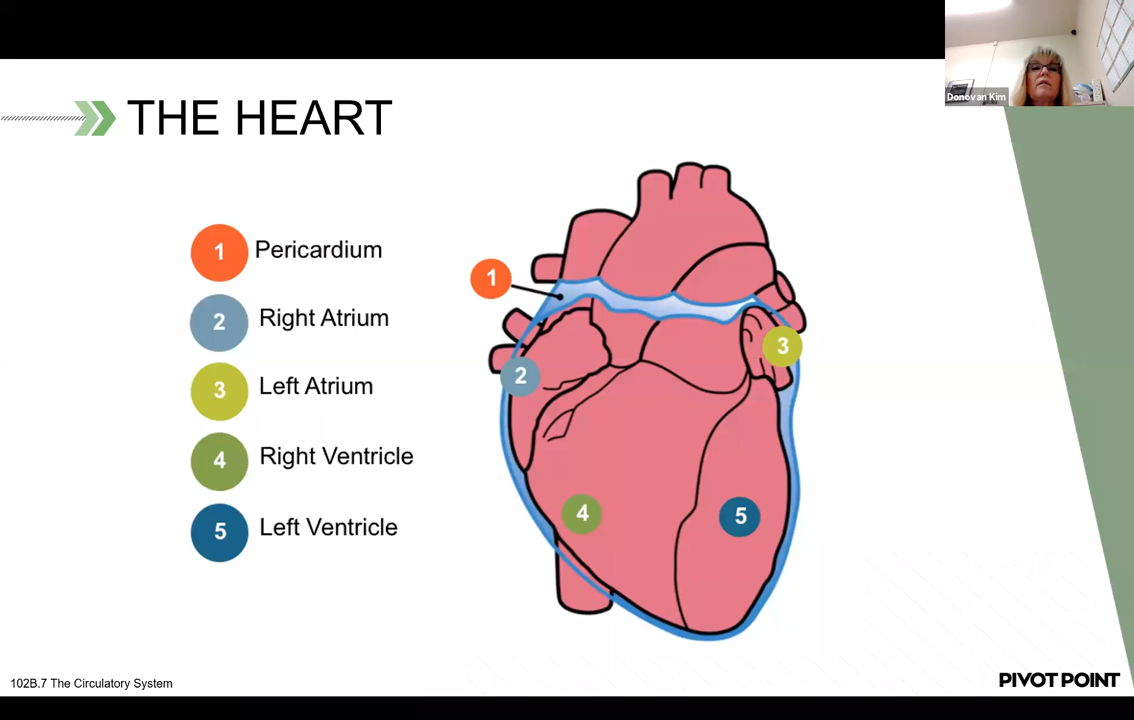 Donovan Kim
THE HEART
1 Pericardium
2 Right Atrium
3 Left Atrium
4 Right Ventricle
5 Left Ventricle
1
2
3
4
5
102B.7 The Circulatory System
PIVOT POINT